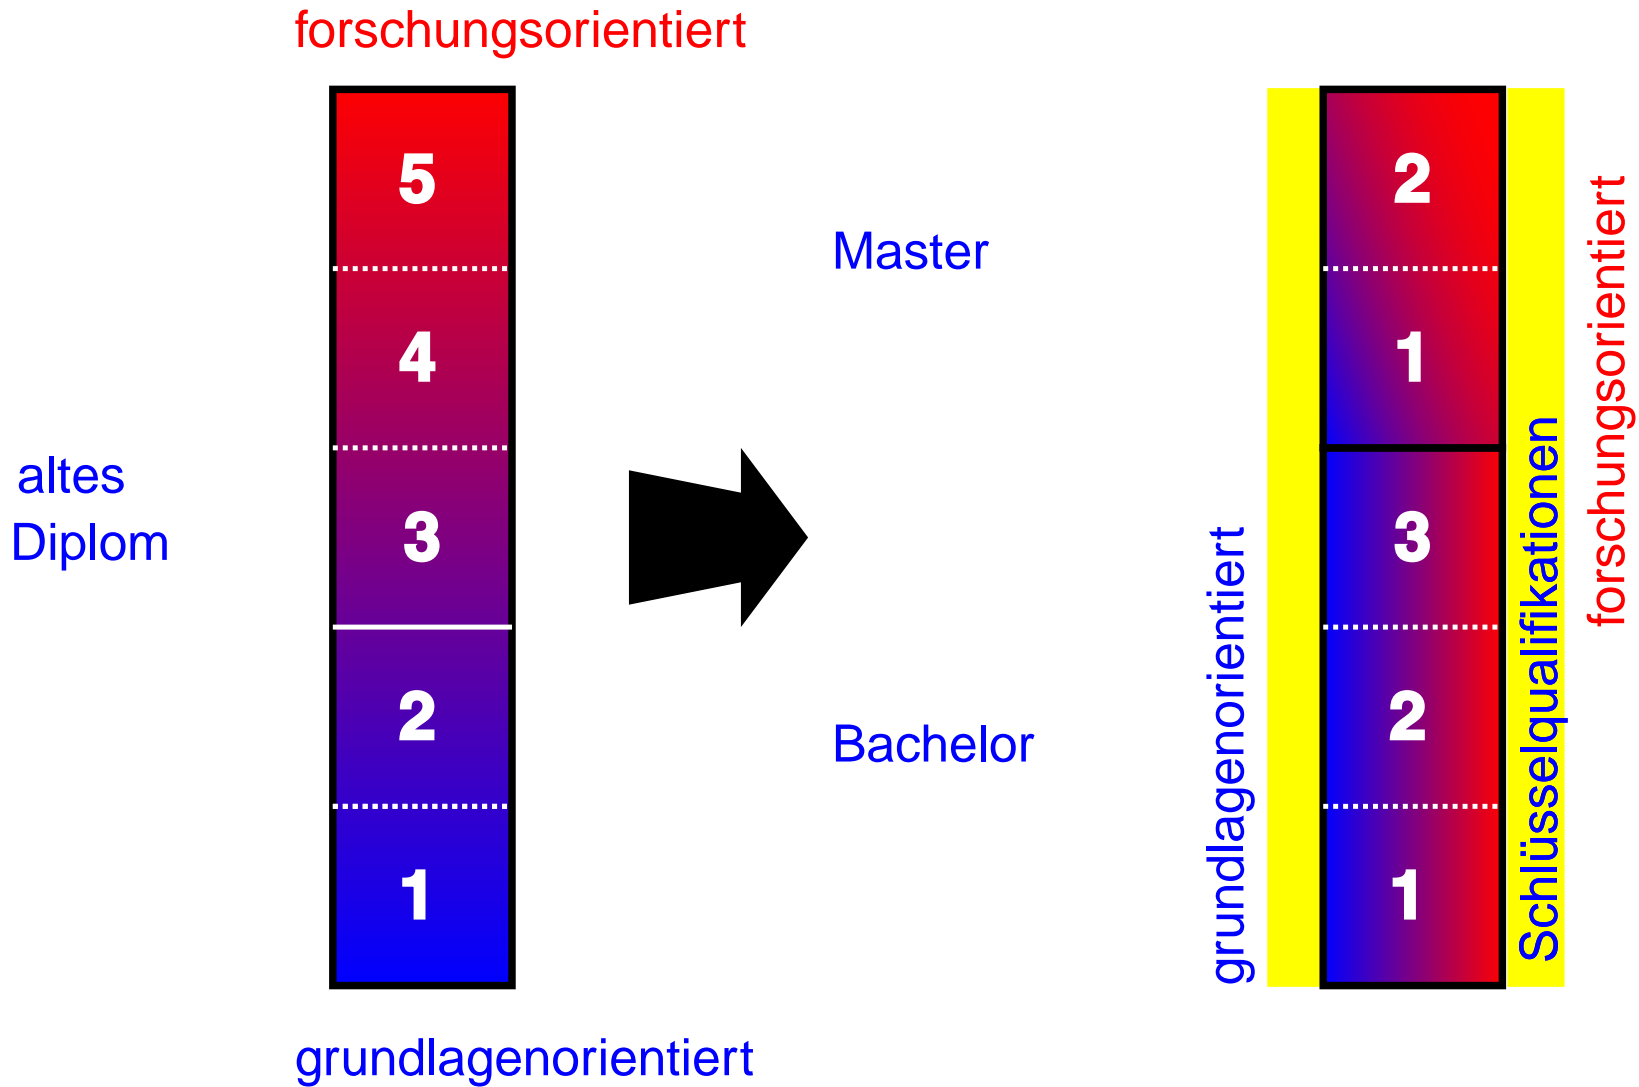 forschungsorientiert
5
4
3
2
1
altes
Diplom
grundlagenorientiert
Master
Bachelor
grundlagenorientiert
2
1
3
2
1
Schlüsselqualifikationen
forschungsorientiert